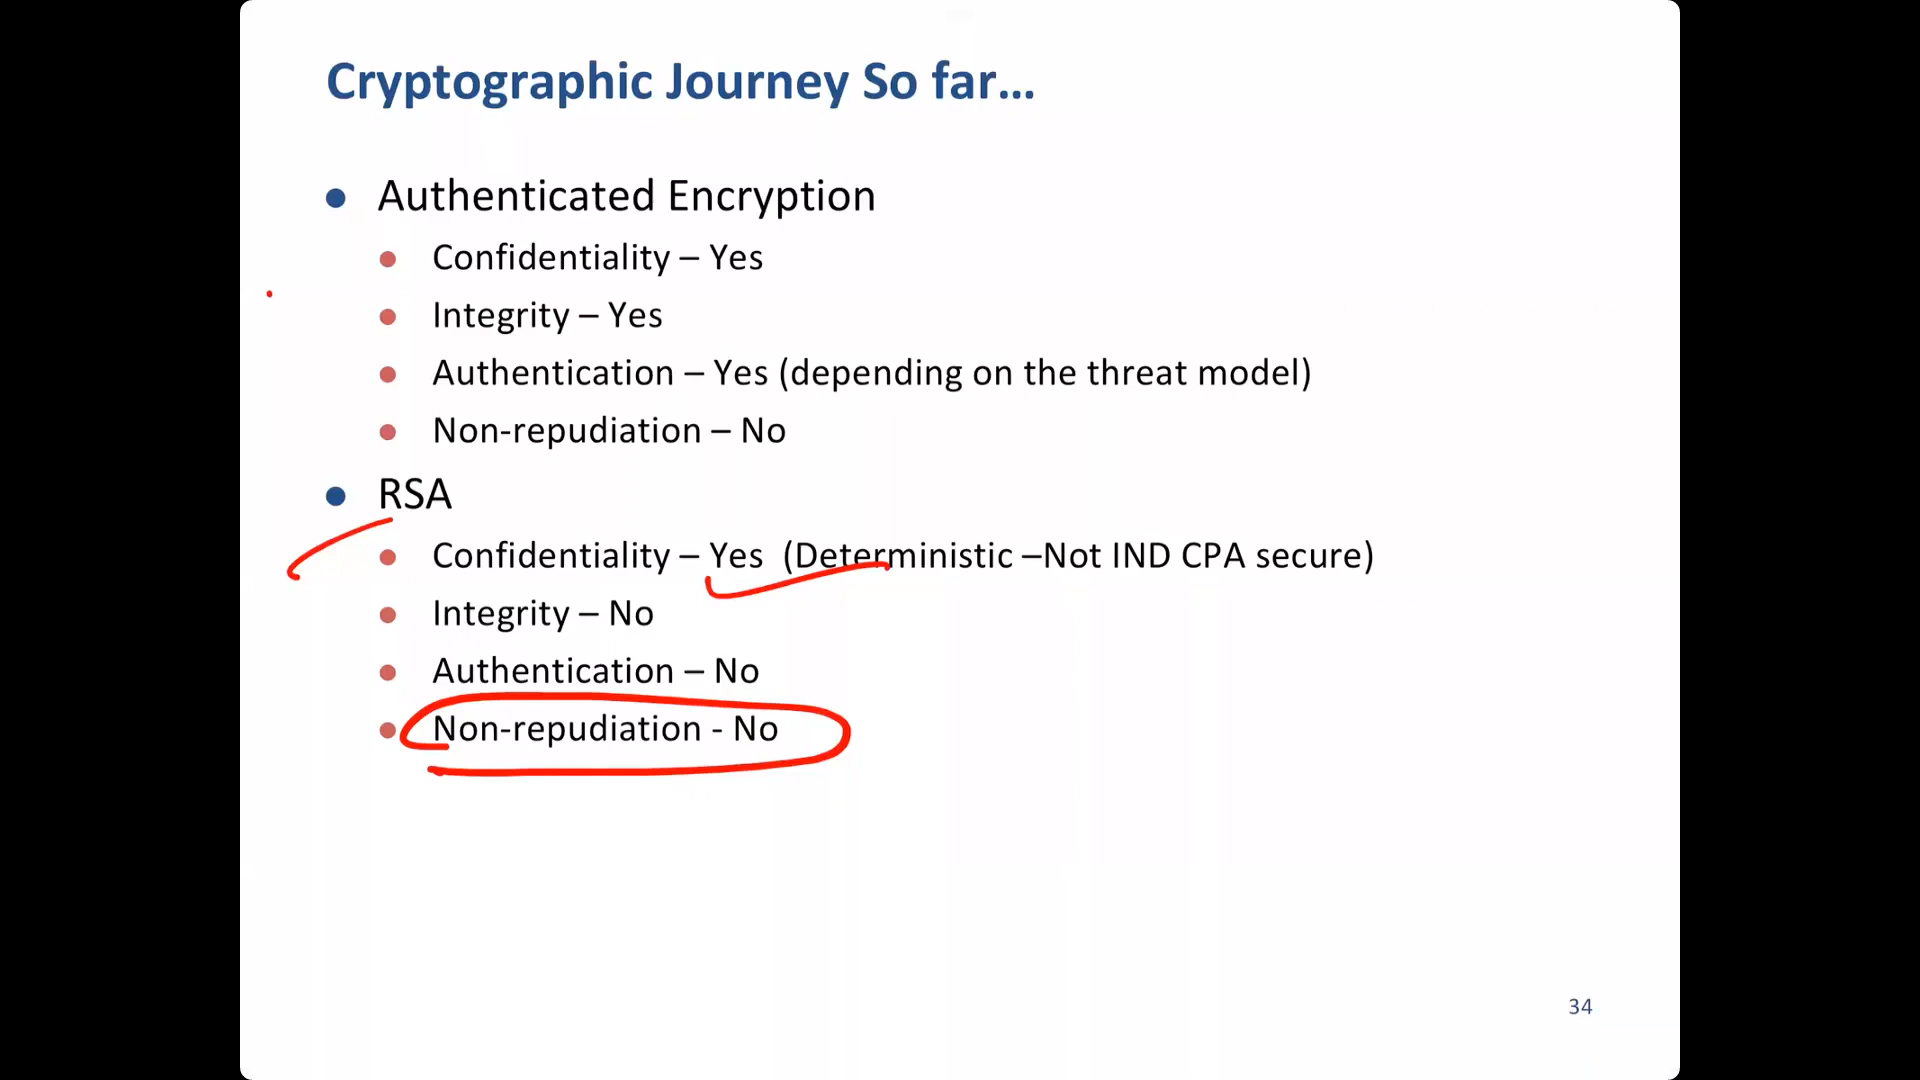 Cryptographic Journey So far...
Authenticated Encryption
Confidentiality – Yes
Integrity – Yes
Authentication – Yes (depending on the threat model)
Non-repudiation – No
RSA
Confidentiality – Yes  (Deterministic –Not IND CPA secure)
Integrity – No
Authentication – No
Non-repudiation - No
34